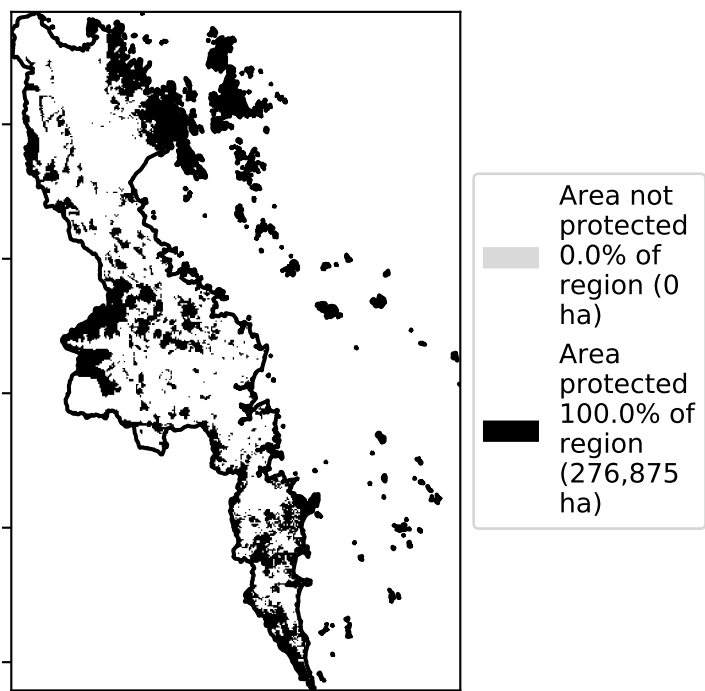 Area not
protected
0.0% of
region (0
ha)
Area
protected
100.0% of
region
(276,875
ha)